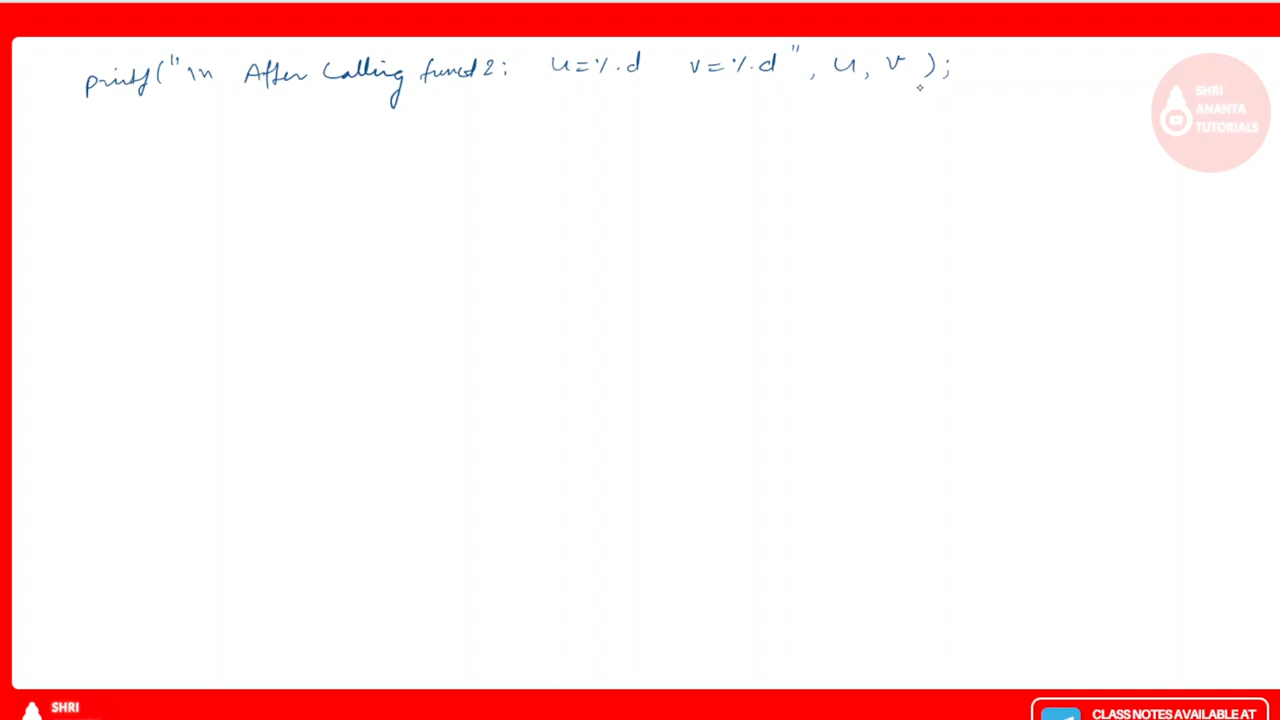 printf("\n After Calling funct2: u=%d v=%d", u, v );
SHRI
ANANTA
TUTORIALS
SHRI
CLASS NOTES AVAILABLE AT